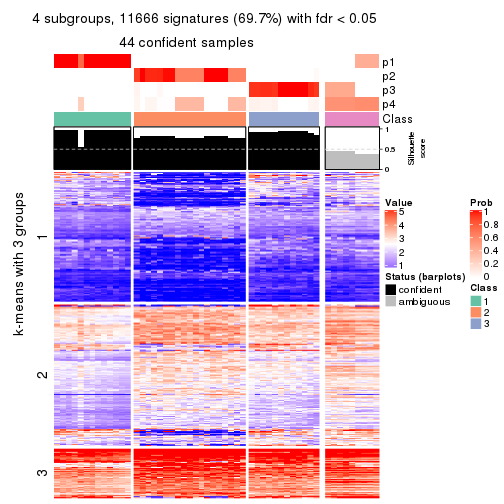 4 subgroups, 11666 signatures (69.7%) with fdr < 0.05
44 confident samples
p1
p2
p3
p4
Class
1
0.5
0
Silhouette
score
k-means with 3 groups
1
2
3
Value
5
4
3
2
1
Status (barplots)
confident
ambiguous
Prob
1
0.8
0.6
0.4
0.2
0
Class
1
2
3